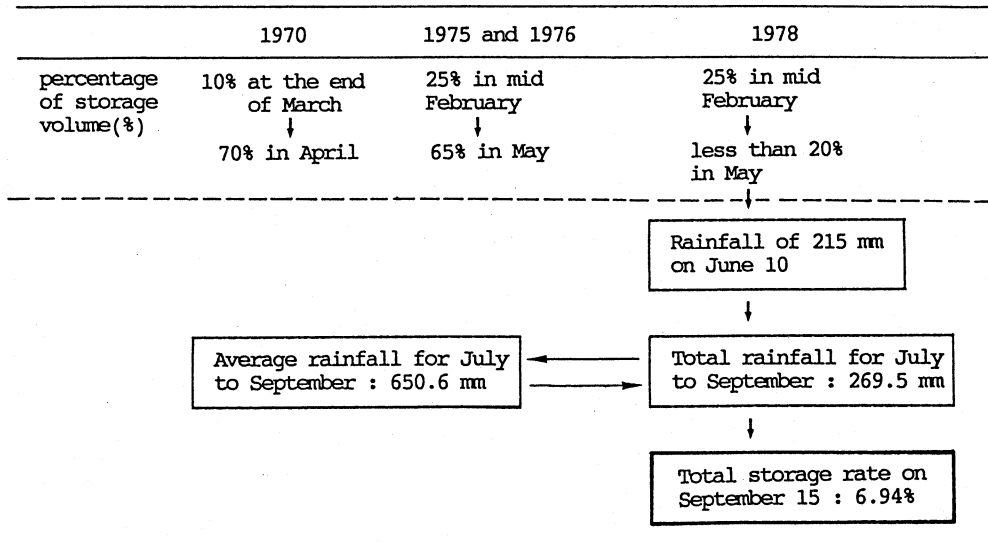 1970 1975 and 1976 1978
percentage
of storage
volume(%)
10% at the end
of March
70% in April
25% in mid
February
65% in May
25% in mid
February
less than 20%
in May
Rainfall of 215 mm
on June 10
Average rainfall for July
to September : 650.6 mm
Total rainfall for July
to September : 269.5 mm
Total storage rate on
September 15 : 6.94%